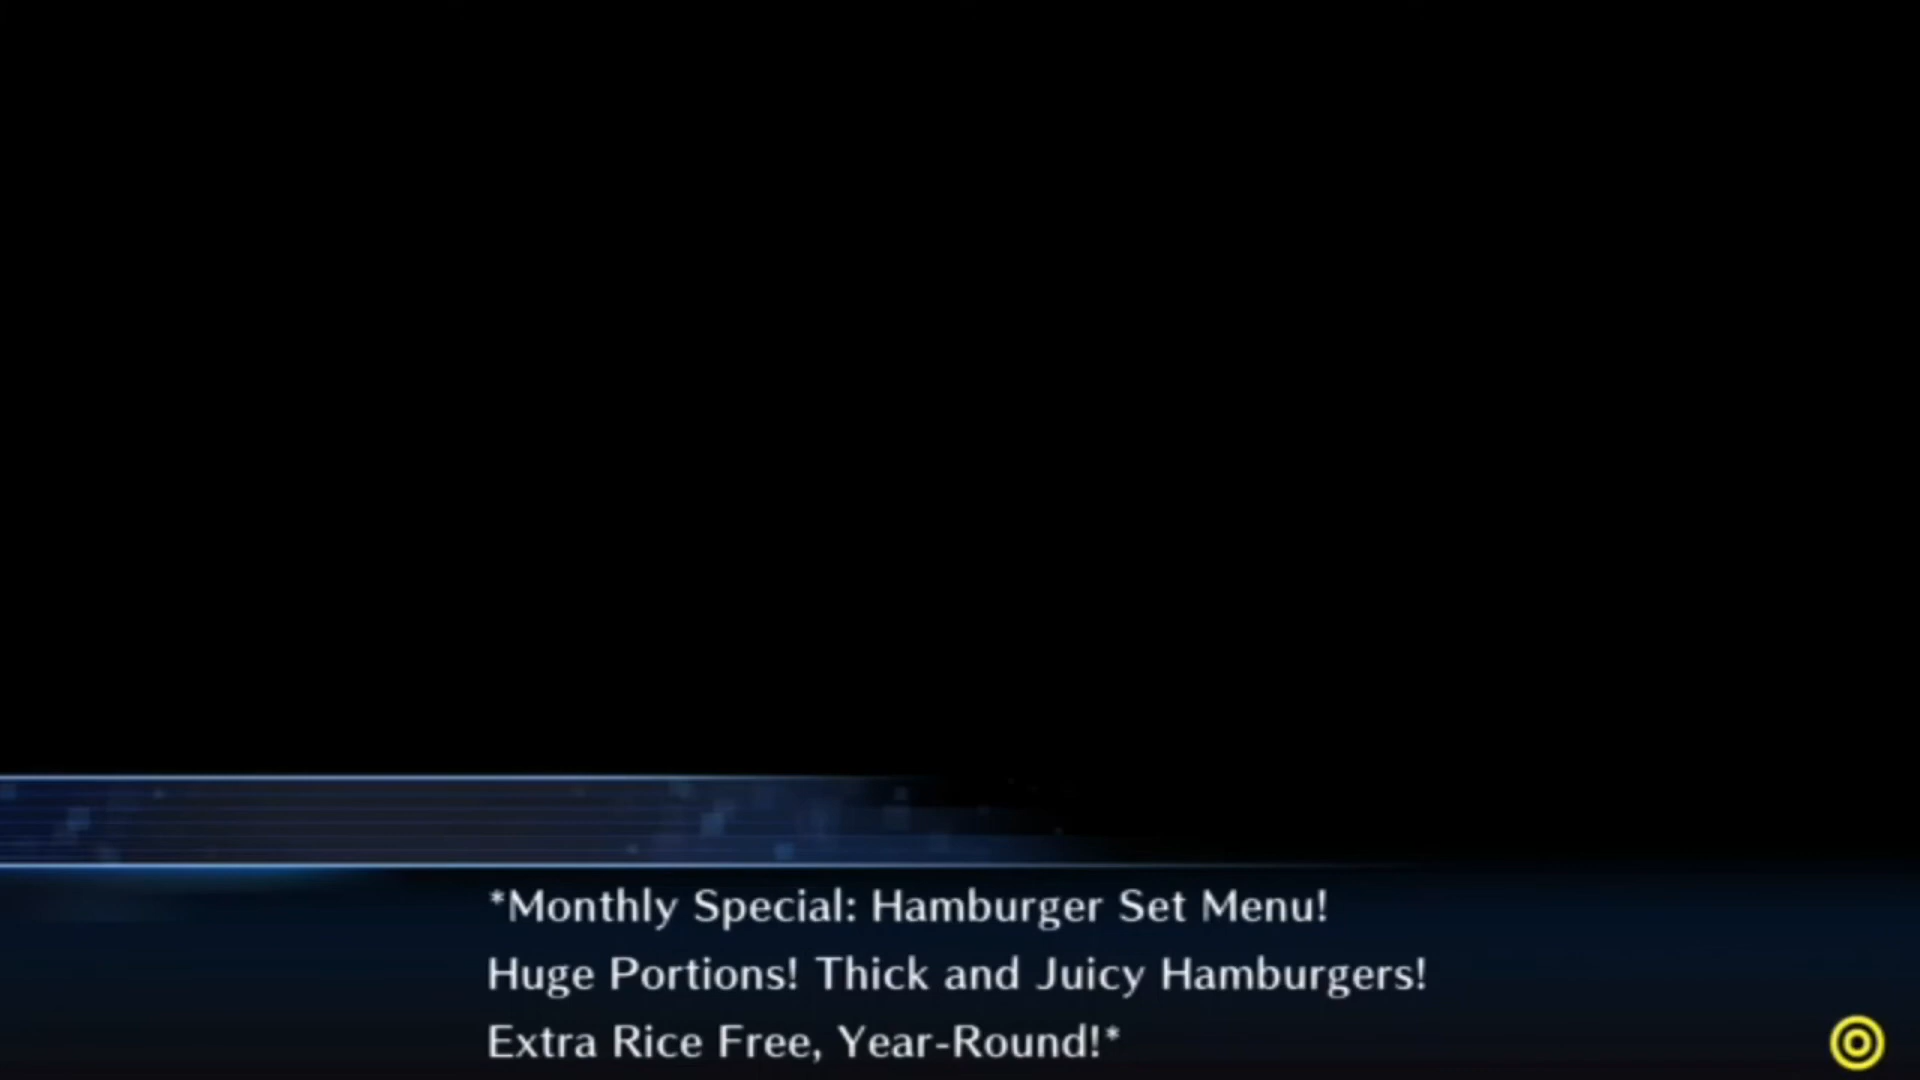 *Monthly Special: Hamburger Set Menu!
Huge Portions! Thick and Juicy Hamburgers!
Extra Rice Free, Year-Round!*